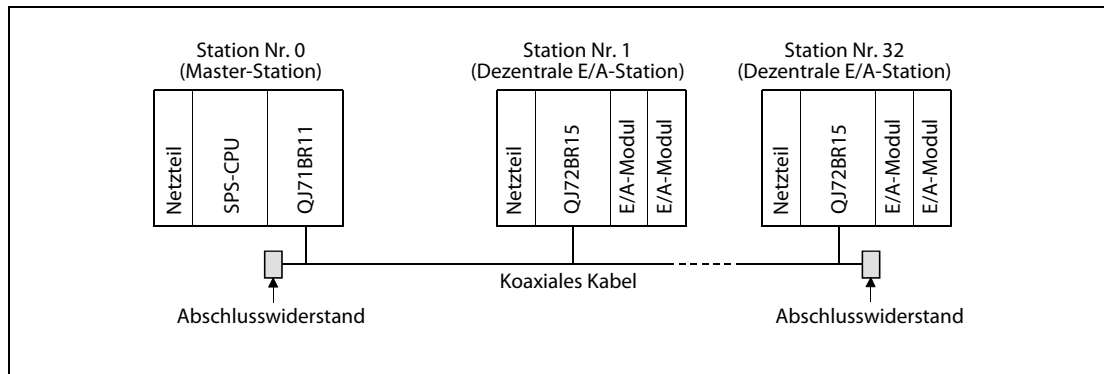 Station Nr. 0
(Master-Station)
Station Nr. 1
(Dezentrale E/A-Station)
Station Nr. 32
(Dezentrale E/A-Station)
Netzteil
SPS-CPU
QJ71BR11
Netzteil
QJ72BR15
E/A-Modul
E/A-Modul
Netzteil
QJ72BR15
E/A-Modul
E/A-Modul
Koaxiales Kabel
Abschlusswiderstand
Abschlusswiderstand